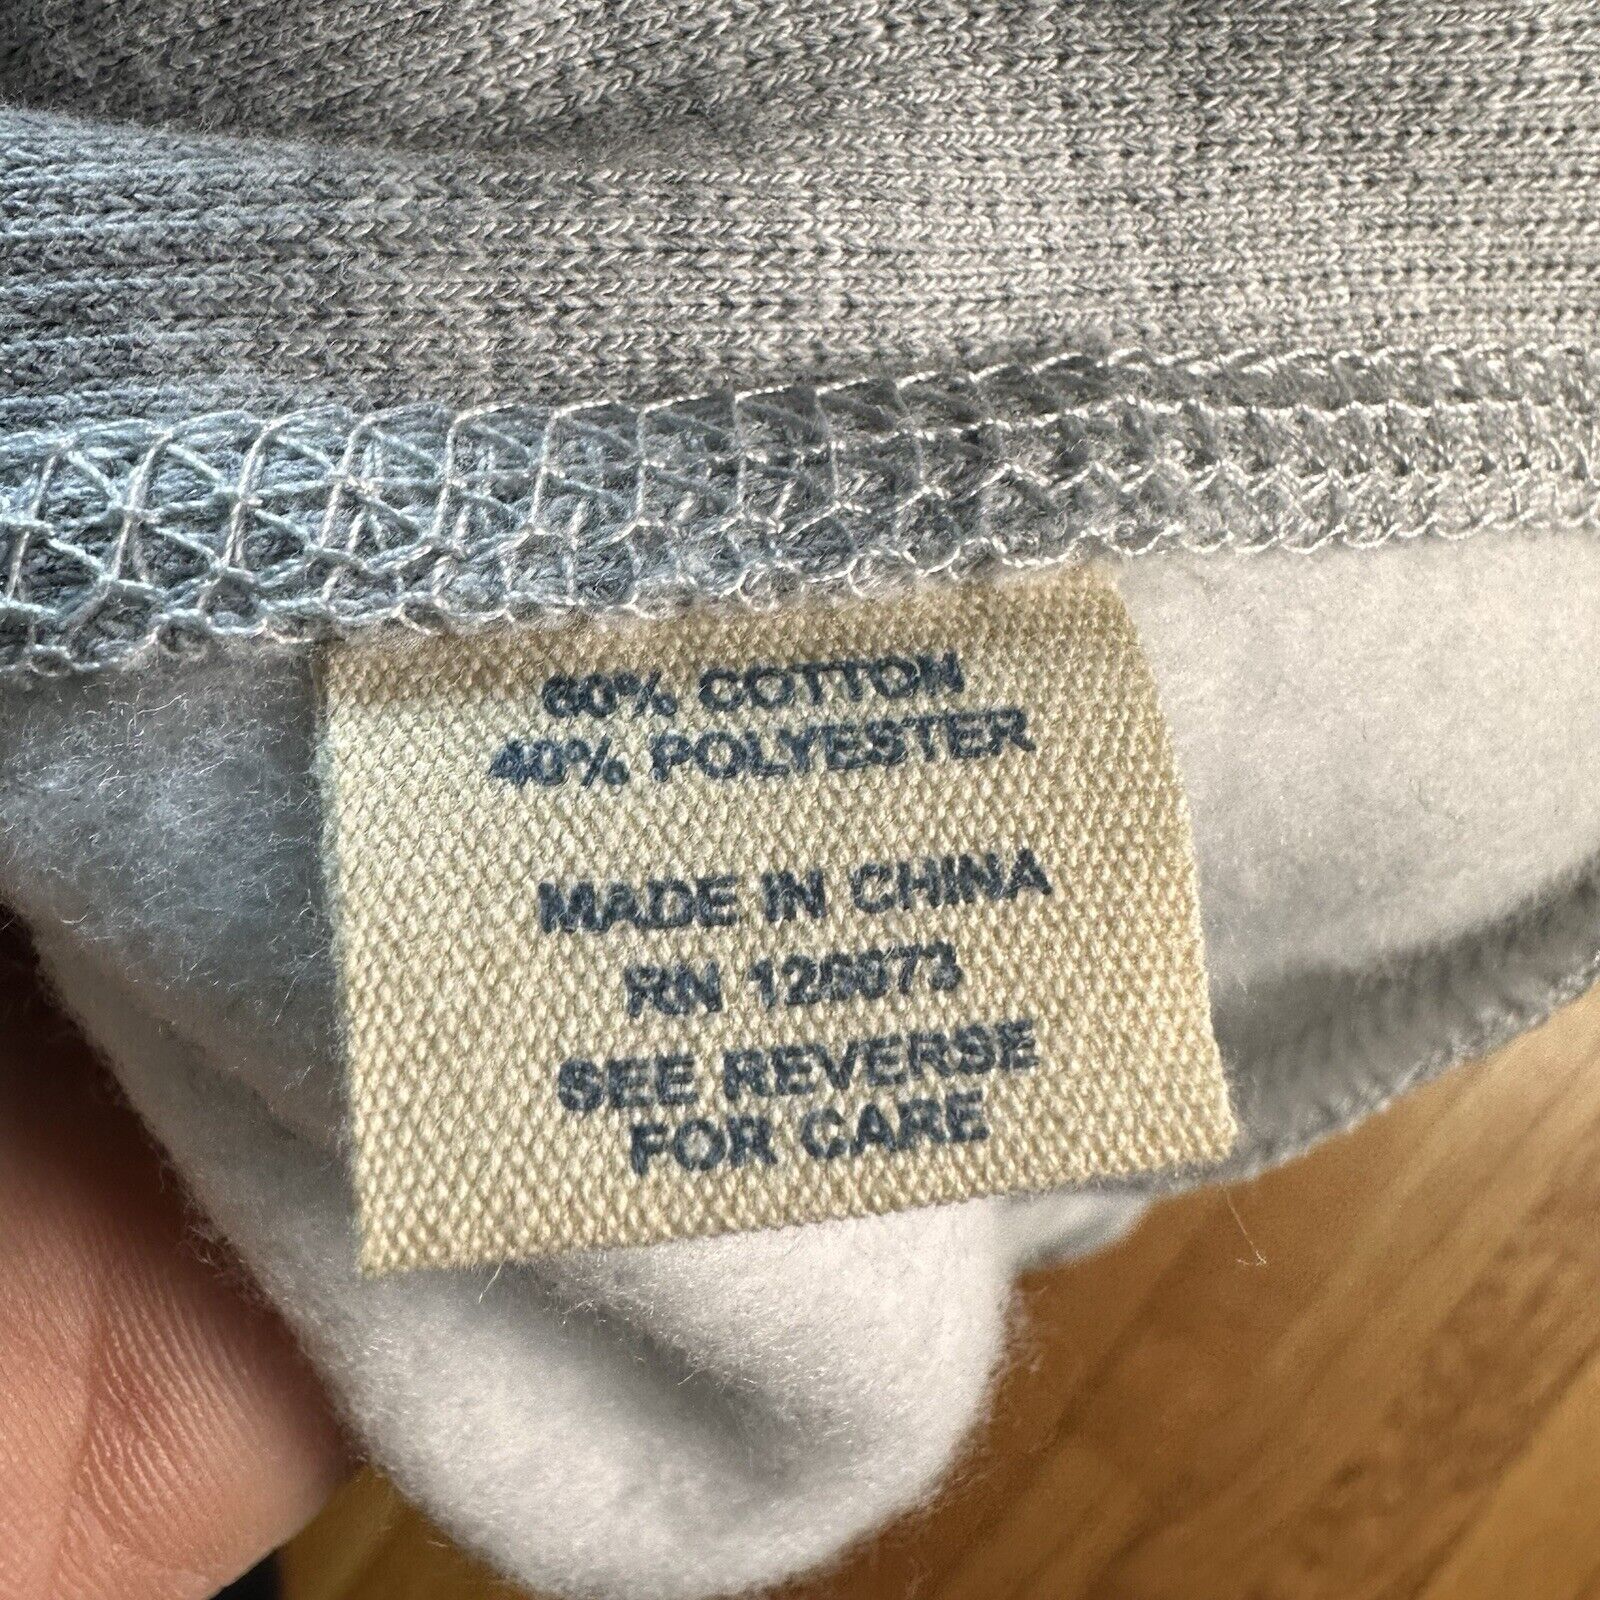 60% COTTON
40% POLYESTER
MADE IN CHINA
RN
SEE REVERSE
FOR CARE